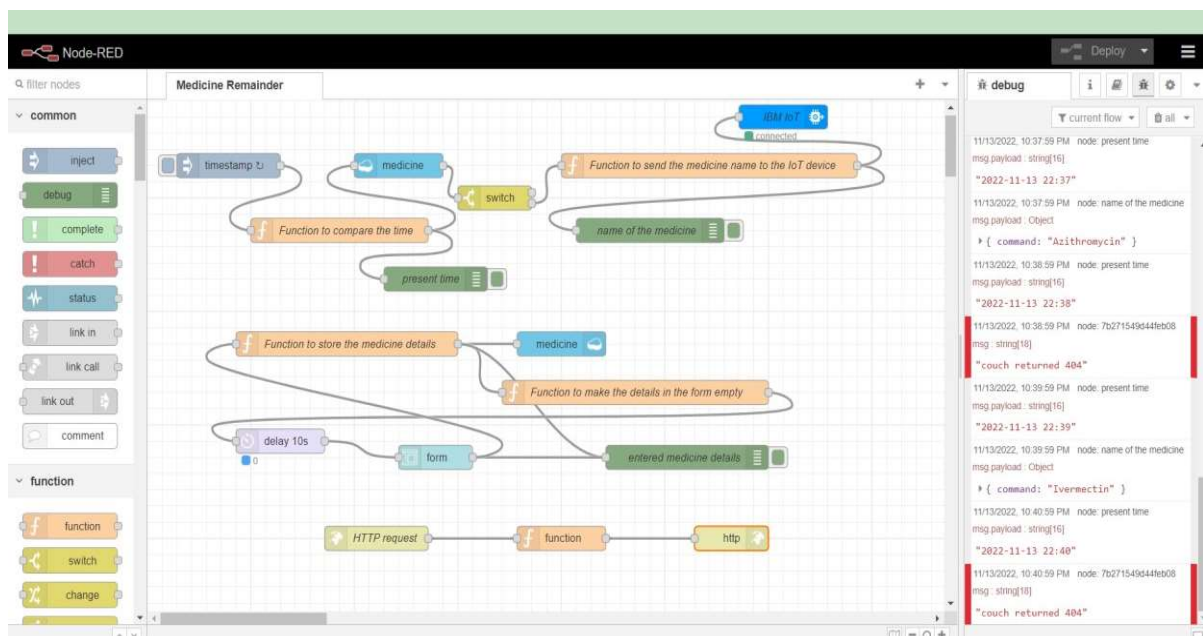 Node-RED
Deploy
filter nodes
Medicine Remainder
debug
i
current flow
all
common
inject
debug
complete
catch
status
link in
link call
link out
comment
function
function
switch
change
timestamp ↻
medicine
switch
Function to send the medicine name to the IoT device
IBM IoT
connected
Function to compare the time
name of the medicine
present time
Function to store the medicine details
medicine
Function to make the details in the form empty
delay 10s
0
form
entered medicine details
HTTP request
function
http
11/13/2022, 10:37:59 PM node: present time
msg.payload : string[16]
"2022-11-13 22:37"
11/13/2022, 10:37:59 PM node: name of the medicine
msg.payload : Object
{ command: "Azithromycin" }
11/13/2022, 10:38:59 PM node: present time
msg.payload : string[16]
"2022-11-13 22:38"
11/13/2022, 10:38:59 PM node: 7b271549d44feb08
msg : string[18]
"couch returned 404"
11/13/2022, 10:39:59 PM node: present time
msg.payload : string[16]
"2022-11-13 22:39"
11/13/2022, 10:39:59 PM node: name of the medicine
msg.payload : Object
{ command: "Ivermectin" }
11/13/2022, 10:40:59 PM node: present time
msg.payload : string[16]
"2022-11-13 22:40"
11/13/2022, 10:40:59 PM node: 7b271549d44feb08
msg : string[18]
"couch returned 404"